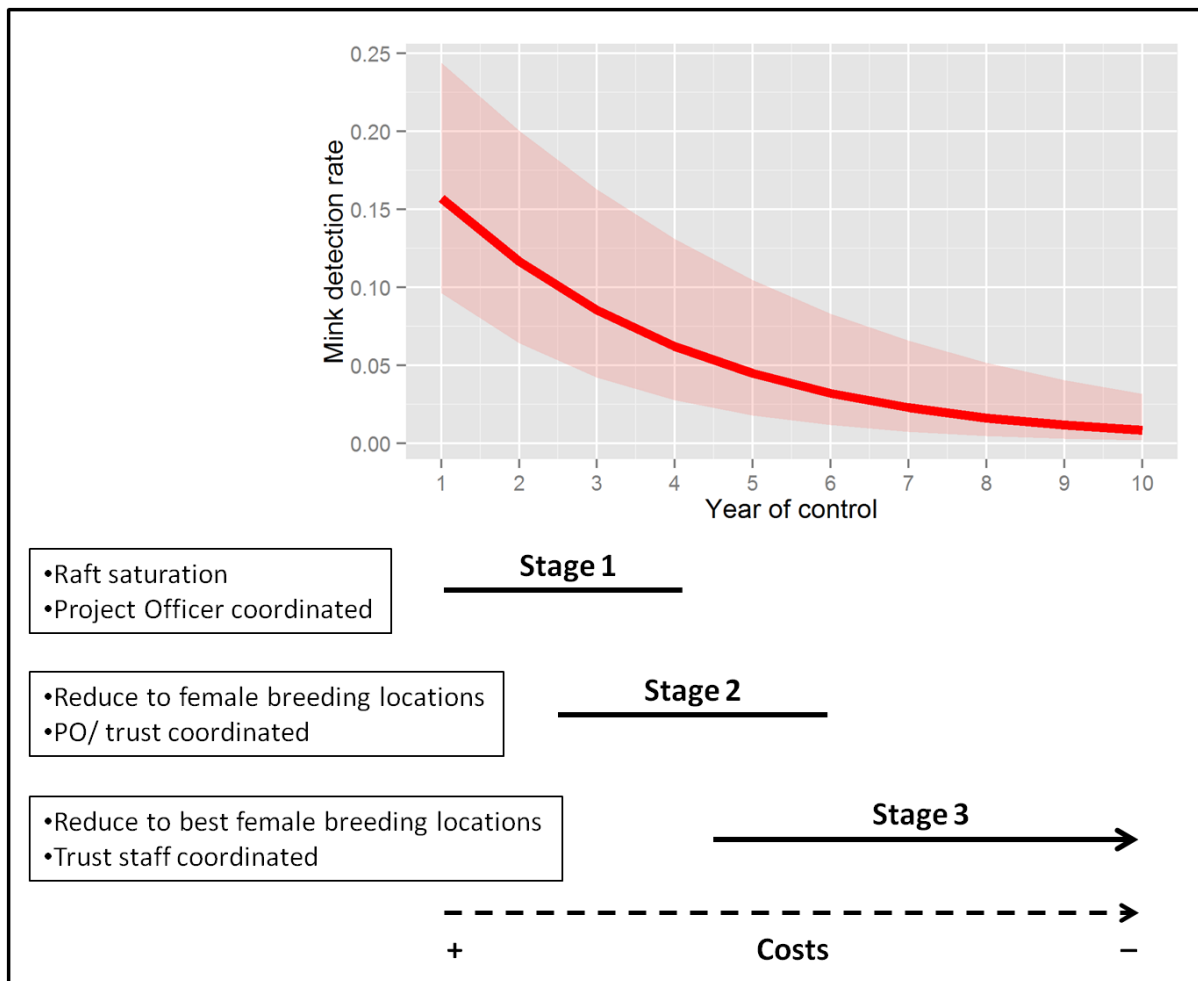 0.25
0.20
0.15
0.10
0.05
0.00
Mink detection rate
1 2 3 4 5 6 7 8 9 10
Year of control
•Raft saturation
•Project Officer coordinated
Stage 1
•Reduce to female breeding locations
•PO/ trust coordinated
Stage 2
•Reduce to best female breeding locations
•Trust staff coordinated
Stage 3
+ Costs –